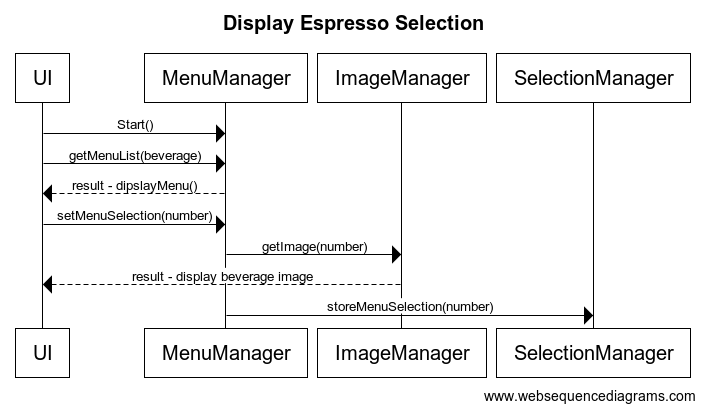 Display Espresso Selection
UI MenuManager ImageManager SelectionManager
Start()
getMenuList(beverage)
result - dipslayMenu()
setMenuSelection(number)
getImage(number)
result - display beverage image
storeMenuSelection(number)
UI MenuManager ImageManager SelectionManager
www.websequencediagrams.com